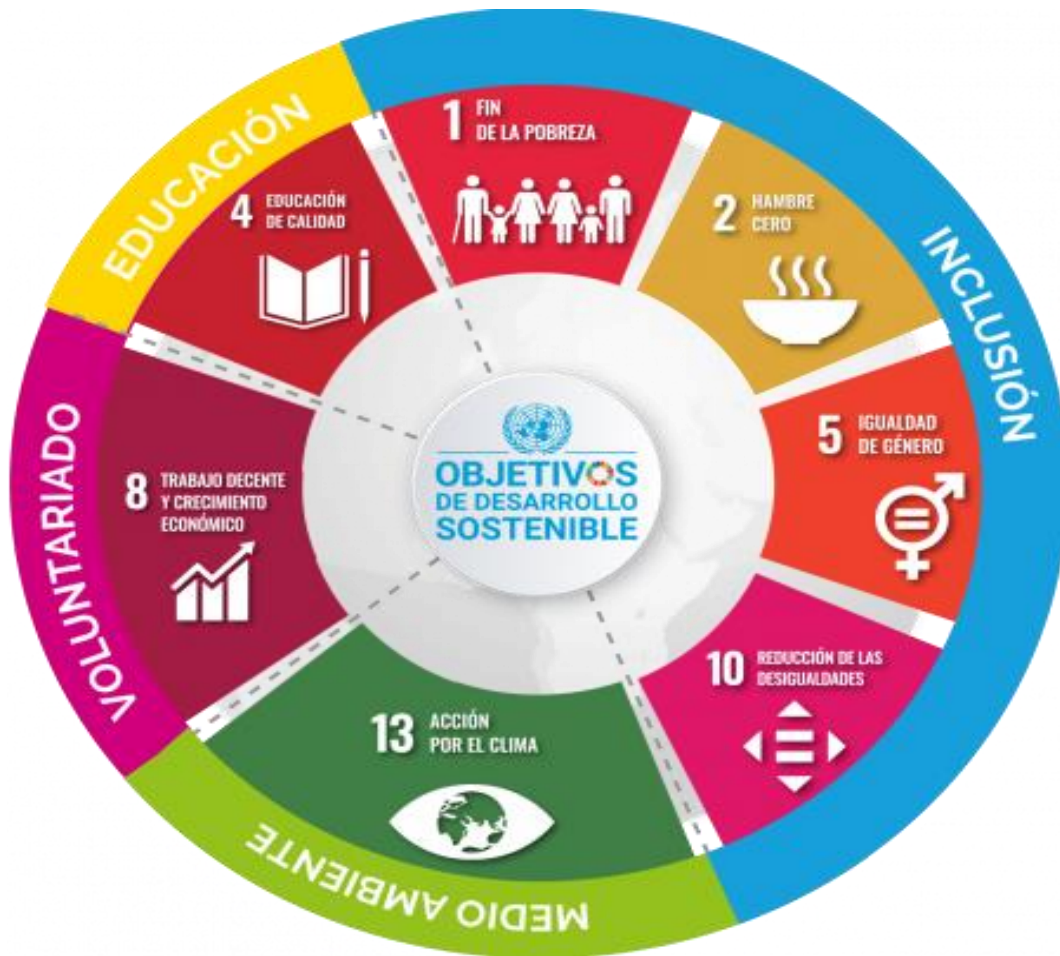 EDUCACIÓN
INCLUSIÓN
VOLUNTARIADO
MEDIO AMBIENTE
1 FIN
DE LA POBREZA
2 HAMBRE
CERO
4 EDUCACIÓN
DE CALIDAD
5 IGUALDAD
DE GÉNERO
8 TRABAJO DECENTE
Y CRECIMIENTO
ECONÓMICO
10 REDUCCIÓN DE LAS
DESIGUALDADES
13 ACCIÓN
POR EL CLIMA
OBJETIVOS
DE DESARROLLO
SOSTENIBLE